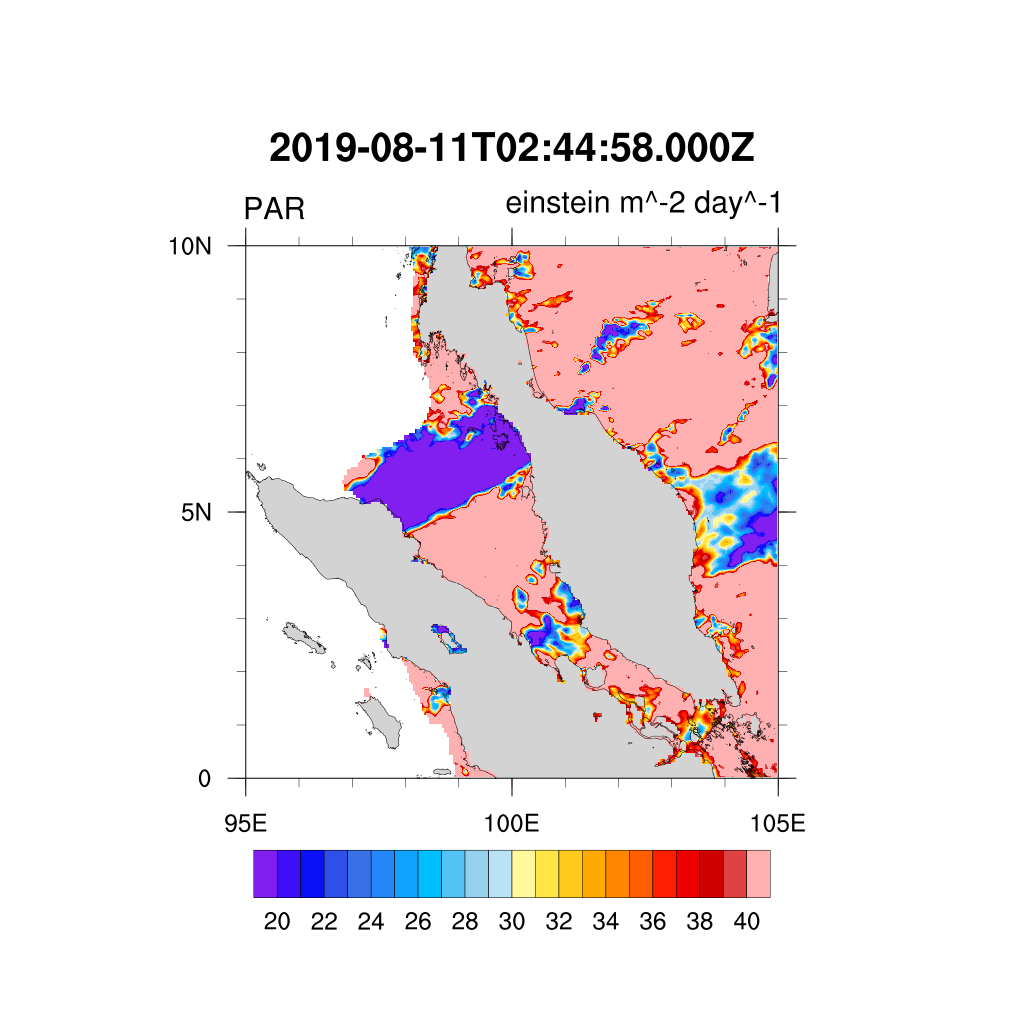 2019-08-11T02:44:58.000Z
PAR einstein m^-2 day^-1
10N
5N
0
95E 100E 105E
20 22 24 26 28 30 32 34 36 38 40